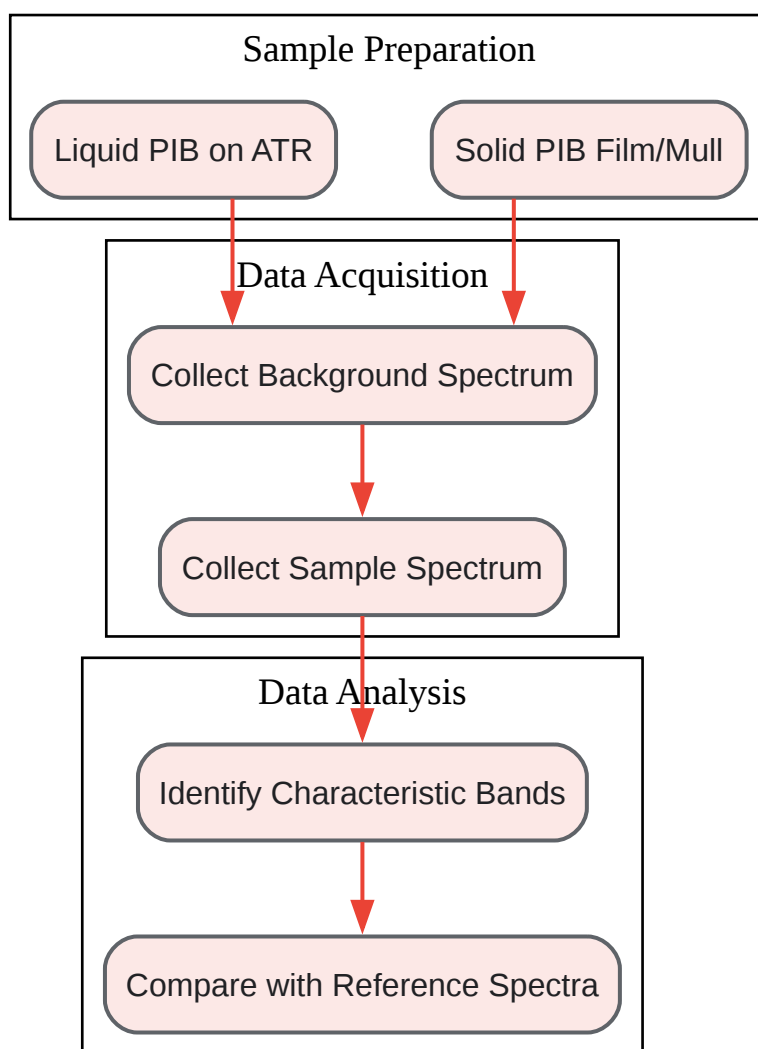 Sample Preparation
Liquid PIB on ATR
Solid PIB Film/Mull
Data Acquisition
Collect Background Spectrum
Collect Sample Spectrum
Data Analysis
Identify Characteristic Bands
Compare with Reference Spectra